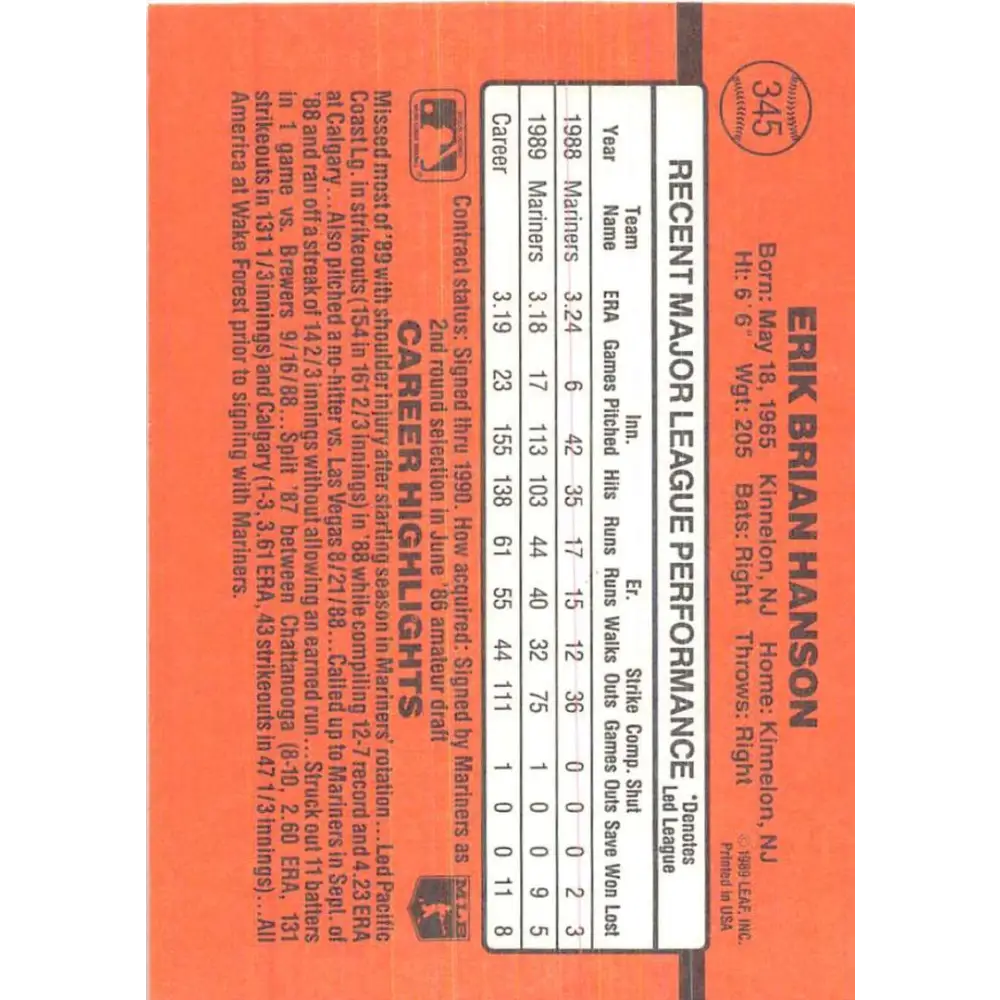 345
ERIK BRIAN HANSON
Born: May 18, 1965 Kinnelon, NJ Home: Kinnelon, NJ
Ht: 6' 6" Wgt: 205 Bats: Right Throws: Right
© 1989 LEAF, INC.
Printed in USA
RECENT MAJOR LEAGUE PERFORMANCE
*Denotes
Led League
Team Inn. Er. Strike Comp. Shut
Year Name ERA Games Pitched Hits Runs Runs Walks Outs Games Outs Save Won Lost
1988 Mariners 3.24 6 42 35 17 15 12 36 0 0 0 2 3
1989 Mariners 3.18 17 113 103 44 40 32 75 1 0 0 9 5
Career 3.19 23 155 138 61 55 44 111 1 0 0 11 8
Contract status: Signed thru 1990. How acquired: Signed by Mariners as
2nd round selection in June '86 amateur draft
MLB
CAREER HIGHLIGHTS
Missed most of '89 with shoulder injury after starting season in Mariners' rotation...Led Pacific
Coast Lg. in strikeouts (154 in 161 2/3 innings) in '88 while compiling 12-7 record and 4.23 ERA
at Calgary...Also pitched a no-hitter vs. Las Vegas 8/21/88...Called up to Mariners in Sept. of
'88 and ran off a streak of 14 2/3 innings without allowing an earned run...Struck out 11 batters
in 1 game vs. Brewers 9/16/88...Split '87 between Chattanooga (8-10, 2.60 ERA, 131
strikeouts in 131 1/3 innings) and Calgary (1-3, 3.61 ERA, 43 strikeouts in 47 1/3 innings)...All
America at Wake Forest prior to signing with Mariners.